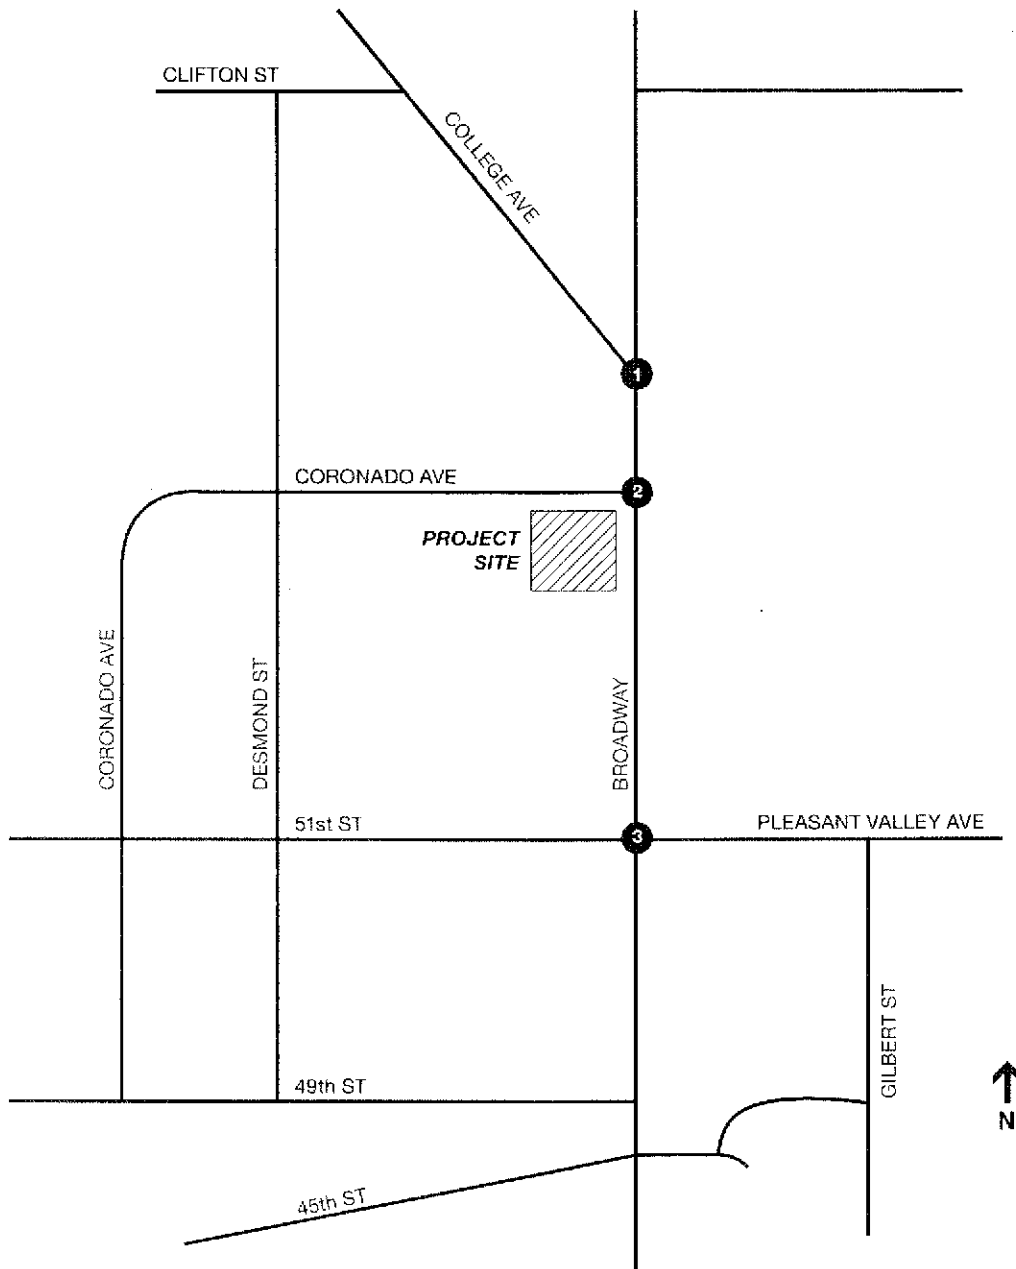 CLIFTON ST
COLLEGE AVE
1
CORONADO AVE
2
PROJECT
SITE
CORONADO AVE
DESMOND ST
BROADWAY
51st ST
3
PLEASANT VALLEY AVE
GILBERT ST
49th ST
N
45th ST